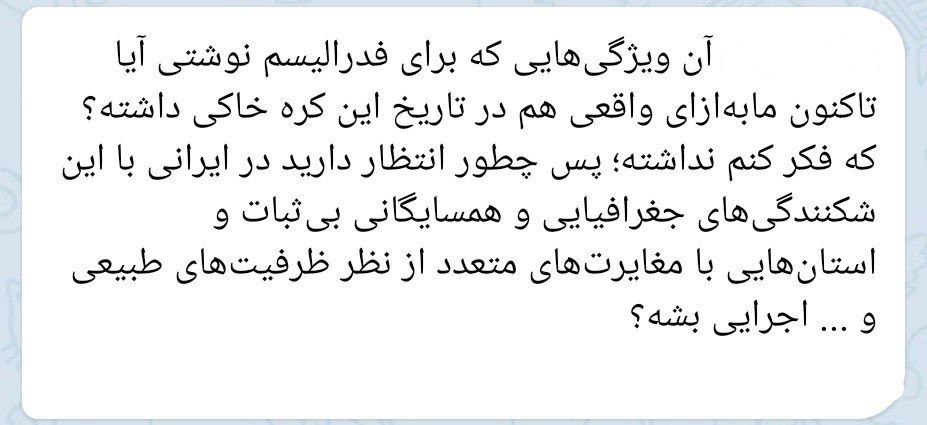 آن ویژگی‌هایی که برای فدرالیسم نوشتی آیا
تاکنون مابه‌ازای واقعی هم در تاریخ این کره خاکی داشته؟
که فکر کنم نداشته؛ پس چطور انتظار دارید در ایرانی با این
شکنندگی‌های جغرافیایی و همسایگانی بی‌ثبات و
استان‌هایی با مغایرت‌های متعدد از نظر ظرفیت‌های طبیعی
و ... اجرایی بشه؟